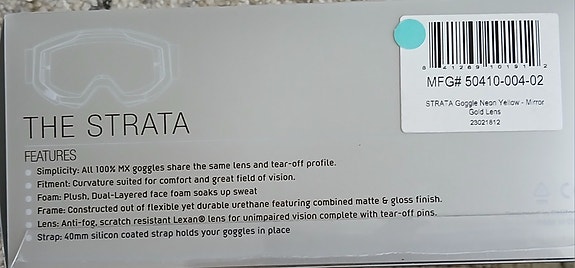 8 41269 10191 2
MFG# 50410-004-02
STRATA Goggle Neon Yellow - Mirror
Gold Lens
23021812
THE STRATA
FEATURES
Simplicity: All 100% MX goggles share the same lens and tear-off profile.
Fitment: Curvature suited for comfort and great field of vision.
Foam: Plush, Dual-Layered face foam soaks up sweat
Frame: Constructed out of flexible yet durable urethane featuring combined matte & gloss finish.
Lens: Anti-fog, scratch resistant Lexan® lens for unimpaired vision complete with tear-off pins.
Strap: 40mm silicon coated strap holds your goggles in place